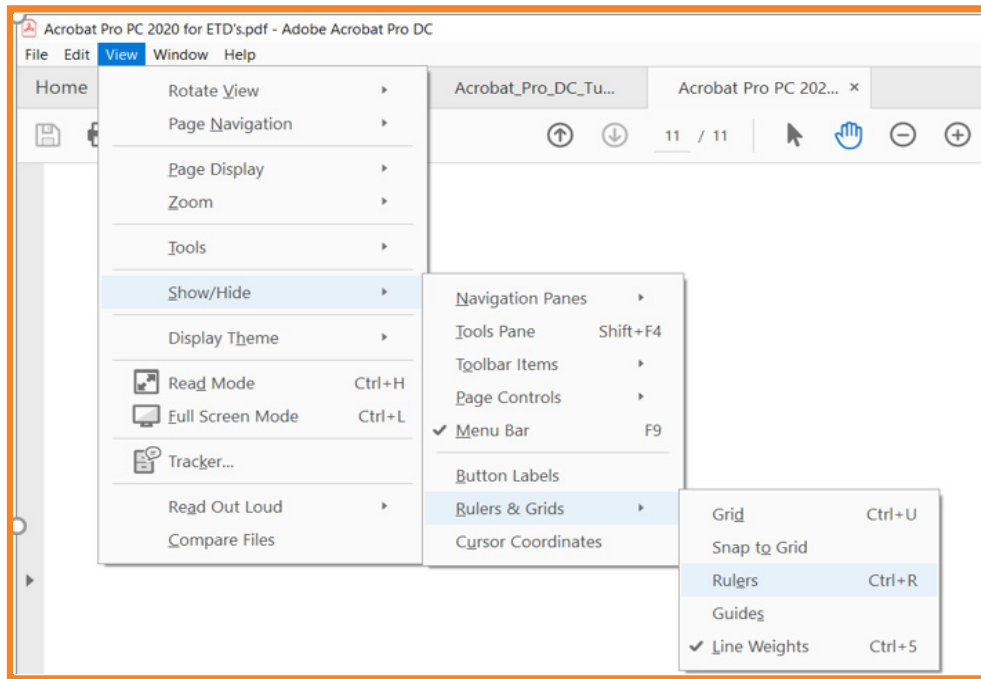 Acrobat Pro PC 2020 for ETD's.pdf - Adobe Acrobat Pro DC
File Edit View Window Help
Home Acrobat_Pro_DC_Tu... Acrobat Pro PC 202... ×
11 / 11
Rotate View
Page Navigation
Page Display
Zoom
Tools
Show/Hide
Display Theme
Read Mode Ctrl+H
Full Screen Mode Ctrl+L
Tracker...
Read Out Loud
Compare Files
Navigation Panes
Tools Pane Shift+F4
Toolbar Items
Page Controls
Menu Bar F9
Button Labels
Rulers & Grids
Cursor Coordinates
Grid Ctrl+U
Snap to Grid
Rulers Ctrl+R
Guides
Line Weights Ctrl+5